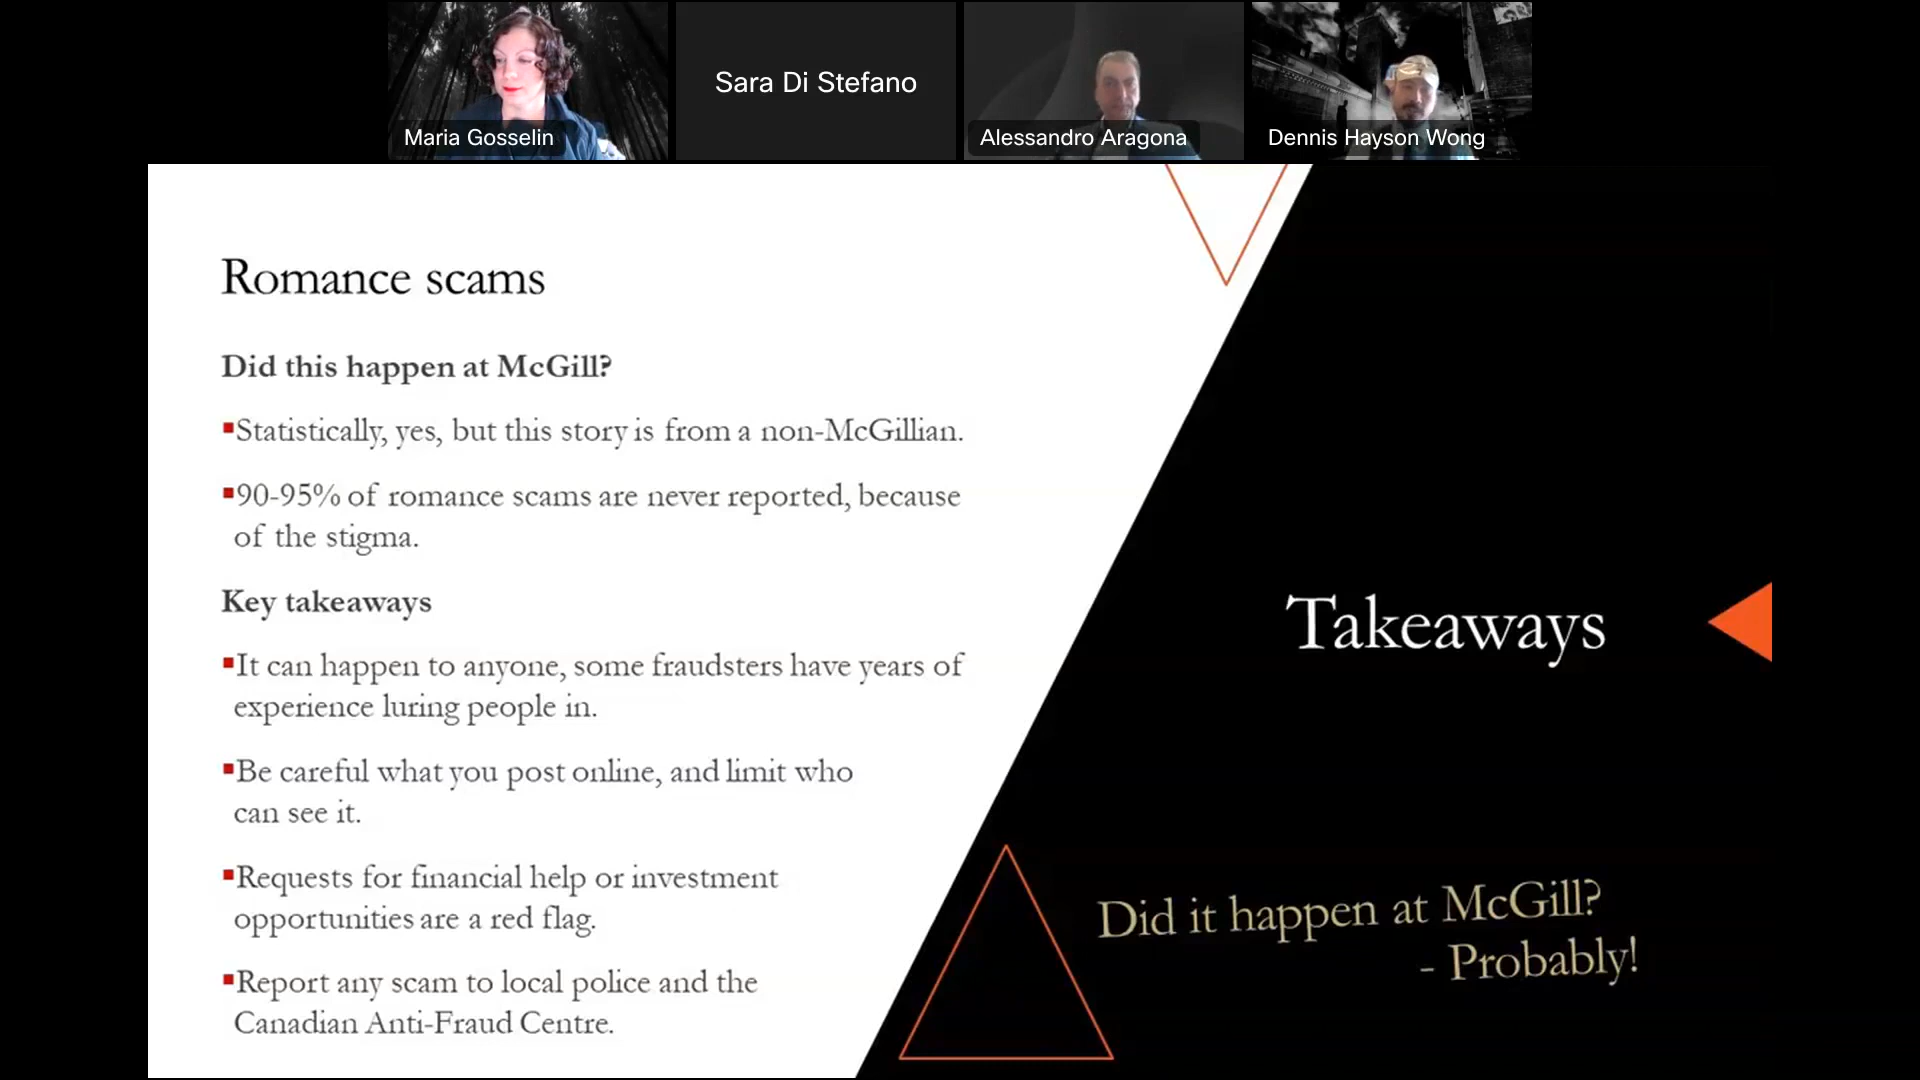 Maria Gosselin
Sara Di Stefano
Alessandro Aragona
Dennis Hayson Wong
Romance scams
Did this happen at McGill?
▪Statistically, yes, but this story is from a non-McGillian.
▪90-95% of romance scams are never reported, because
of the stigma.
Key takeaways
▪It can happen to anyone, some fraudsters have years of
experience luring people in.
▪Be careful what you post online, and limit who
can see it.
▪Requests for financial help or investment
opportunities are a red flag.
▪Report any scam to local police and the
Canadian Anti-Fraud Centre.
Takeaways
Did it happen at McGill?
- Probably!